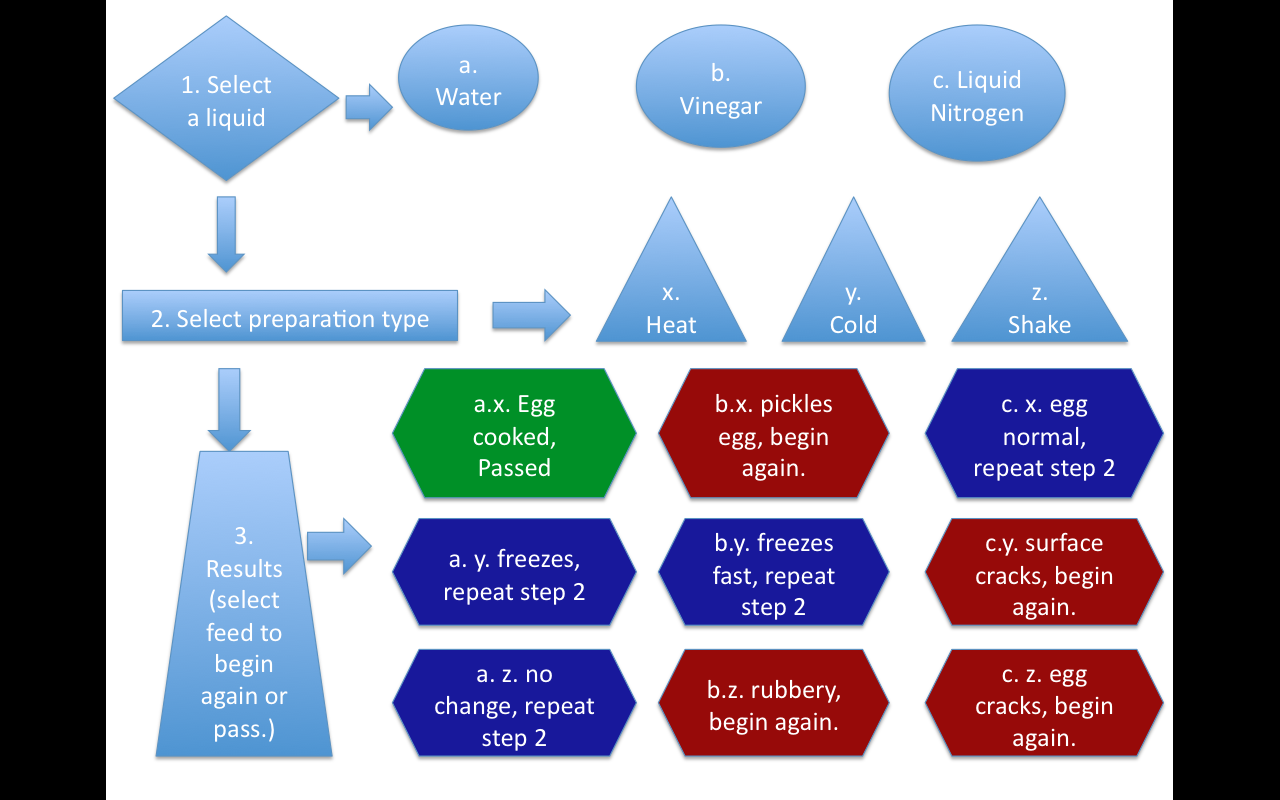 1. Select
a liquid
a.
Water
b.
Vinegar
c. Liquid
Nitrogen
2. Select preparation type
x.
Heat
y.
Cold
z.
Shake
3.
Results
(select
feed to
begin
again or
pass.)
a.x. Egg
cooked,
Passed
b.x. pickles
egg, begin
again.
c. x. egg
normal,
repeat step 2
a. y. freezes,
repeat step 2
b.y. freezes
fast, repeat
step 2
c.y. surface
cracks, begin
again.
a. z. no
change, repeat
step 2
b.z. rubbery,
begin again.
c. z. egg
cracks, begin
again.